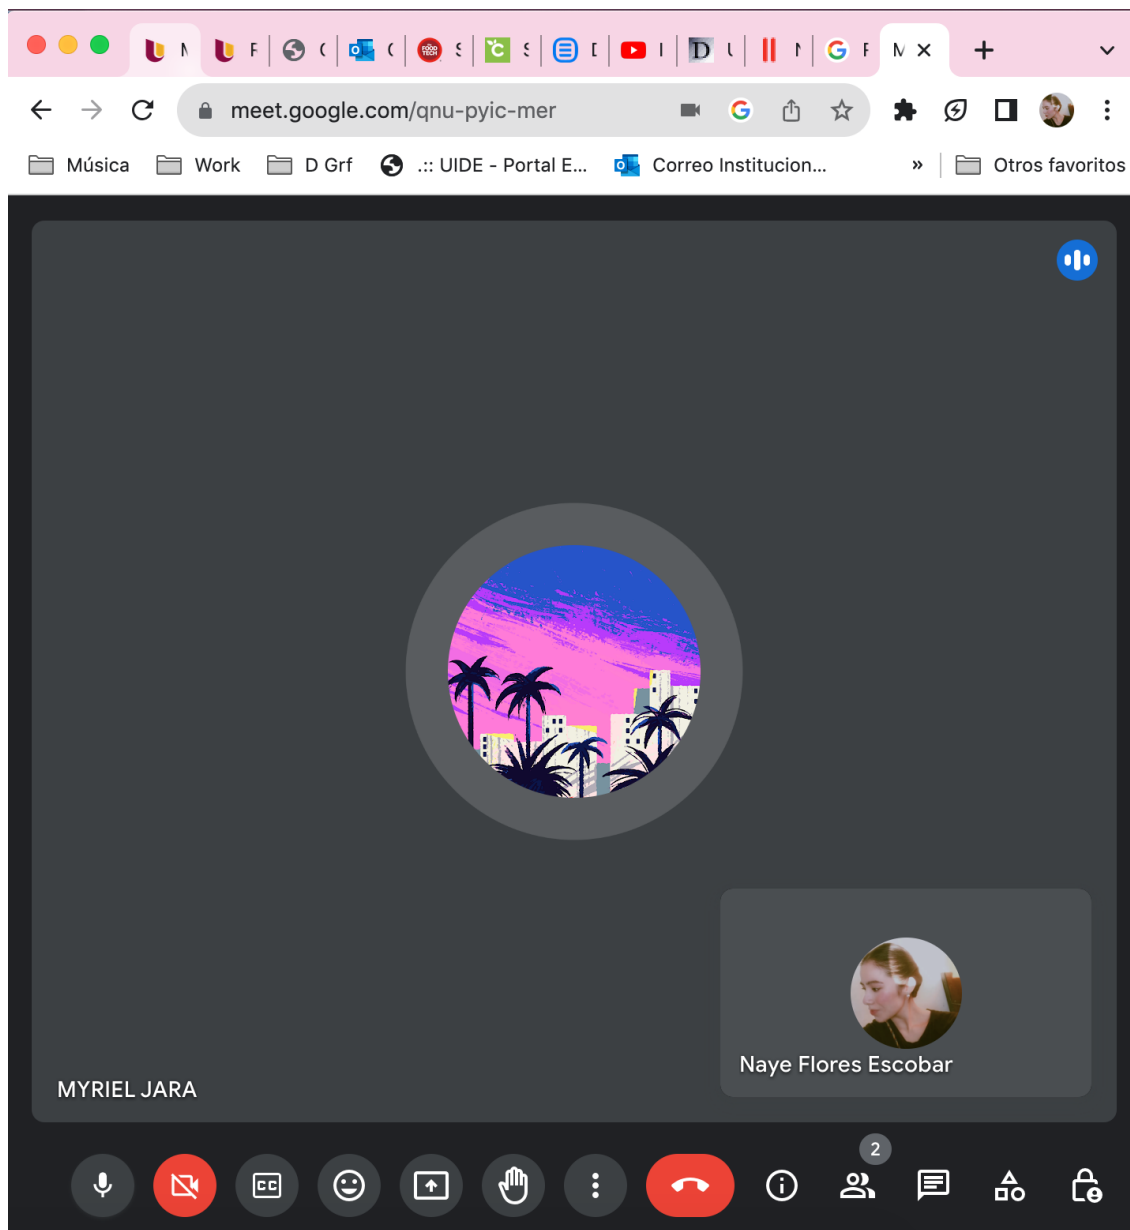 meet.google.com/qnu-pyic-mer
Música Work D Grf .:: UIDE - Portal E... Correo Institucion... » Otros favoritos
Naye Flores Escobar
MYRIEL JARA
2
CC